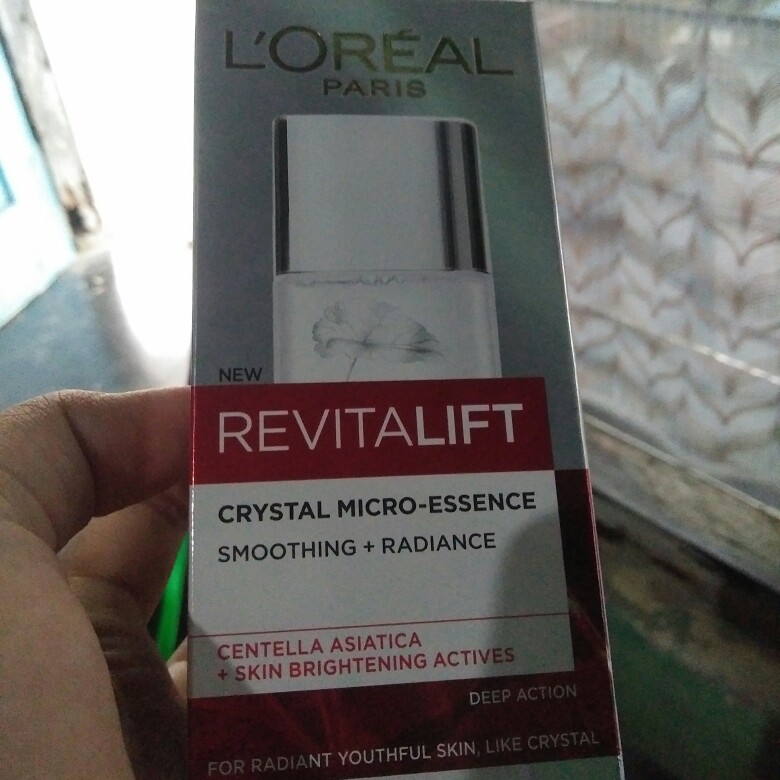 L'ORÉAL
PARIS
NEW
REVITALIFT
CRYSTAL MICRO-ESSENCE
SMOOTHING + RADIANCE
CENTELLA ASIATICA
+ SKIN BRIGHTENING ACTIVES
DEEP ACTION
FOR RADIANT YOUTHFUL SKIN, LIKE CRYSTAL